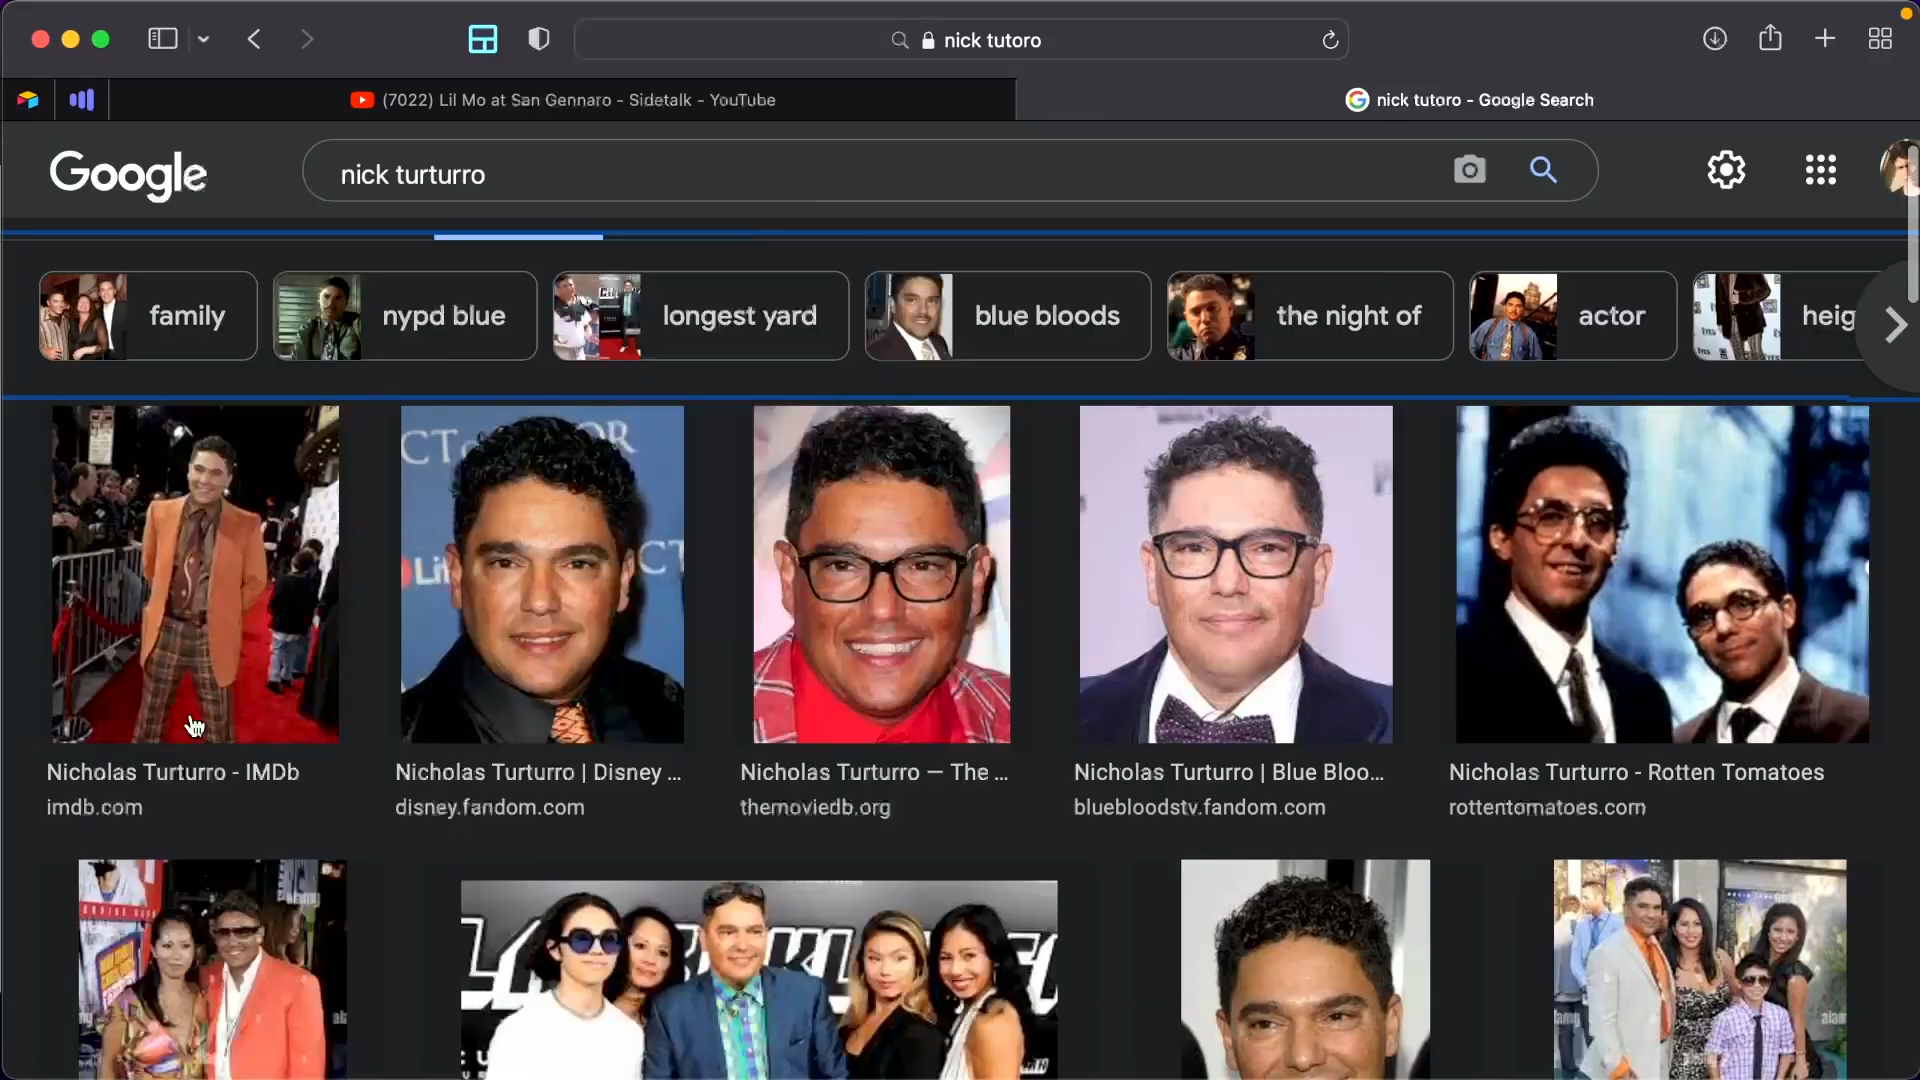 nick tutoro
(7022) Lil Mo at San Gennaro - Sidetalk - YouTube
nick tutoro - Google Search
Google
nick turturro
family
nypd blue
longest yard
blue bloods
the night of
actor
heig
Nicholas Turturro - IMDb
imdb.com
Nicholas Turturro | Disney ...
disney.fandom.com
Nicholas Turturro — The ...
themoviedb.org
Nicholas Turturro | Blue Bloo...
bluebloodstv.fandom.com
Nicholas Turturro - Rotten Tomatoes
rottentomatoes.com